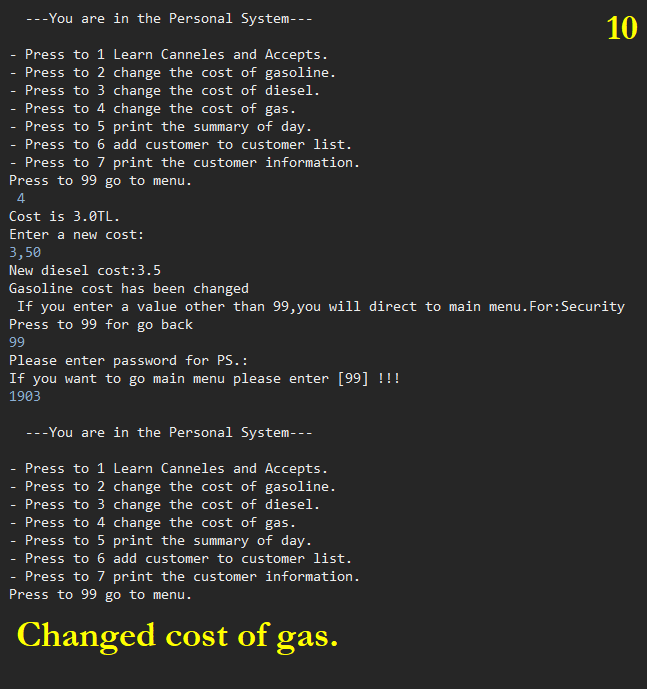 ---You are in the Personal System---
10
- Press to 1 Learn Canneles and Accepts.
- Press to 2 change the cost of gasoline.
- Press to 3 change the cost of diesel.
- Press to 4 change the cost of gas.
- Press to 5 print the summary of day.
- Press to 6 add customer to customer list.
- Press to 7 print the customer information.
Press to 99 go to menu.
4
Cost is 3.0TL.
Enter a new cost:
3,50
New diesel cost:3.5
Gasoline cost has been changed
If you enter a value other than 99,you will direct to main menu.For:Security
Press to 99 for go back
99
Please enter password for PS.:
If you want to go main menu please enter [99] !!!
1903
---You are in the Personal System---
- Press to 1 Learn Canneles and Accepts.
- Press to 2 change the cost of gasoline.
- Press to 3 change the cost of diesel.
- Press to 4 change the cost of gas.
- Press to 5 print the summary of day.
- Press to 6 add customer to customer list.
- Press to 7 print the customer information.
Press to 99 go to menu.
Changed cost of gas.